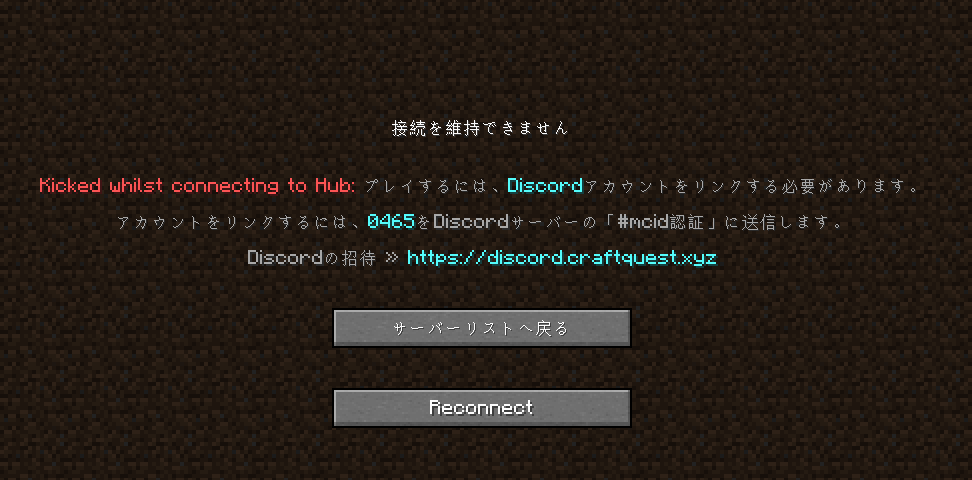 接続を維持できません
Kicked whilst connecting to Hub: プレイするには、Discordアカウントをリンクする必要があります。
アカウントをリンクするには、0465をDiscordサーバーの「#mcid認証」に送信します。
Discordの招待 » https://discord.craftquest.xyz
サーバーリストへ戻る
Reconnect